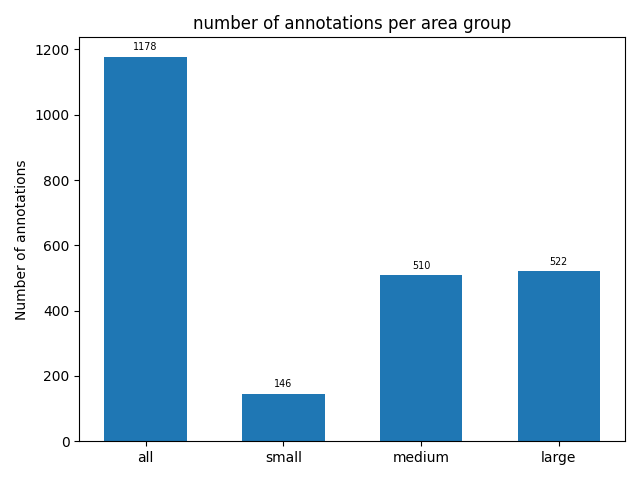 number of annotations per area group
1178
1200
1000
800
600
400
200
0
Number of annotations
146
510
522
all
small
medium
large